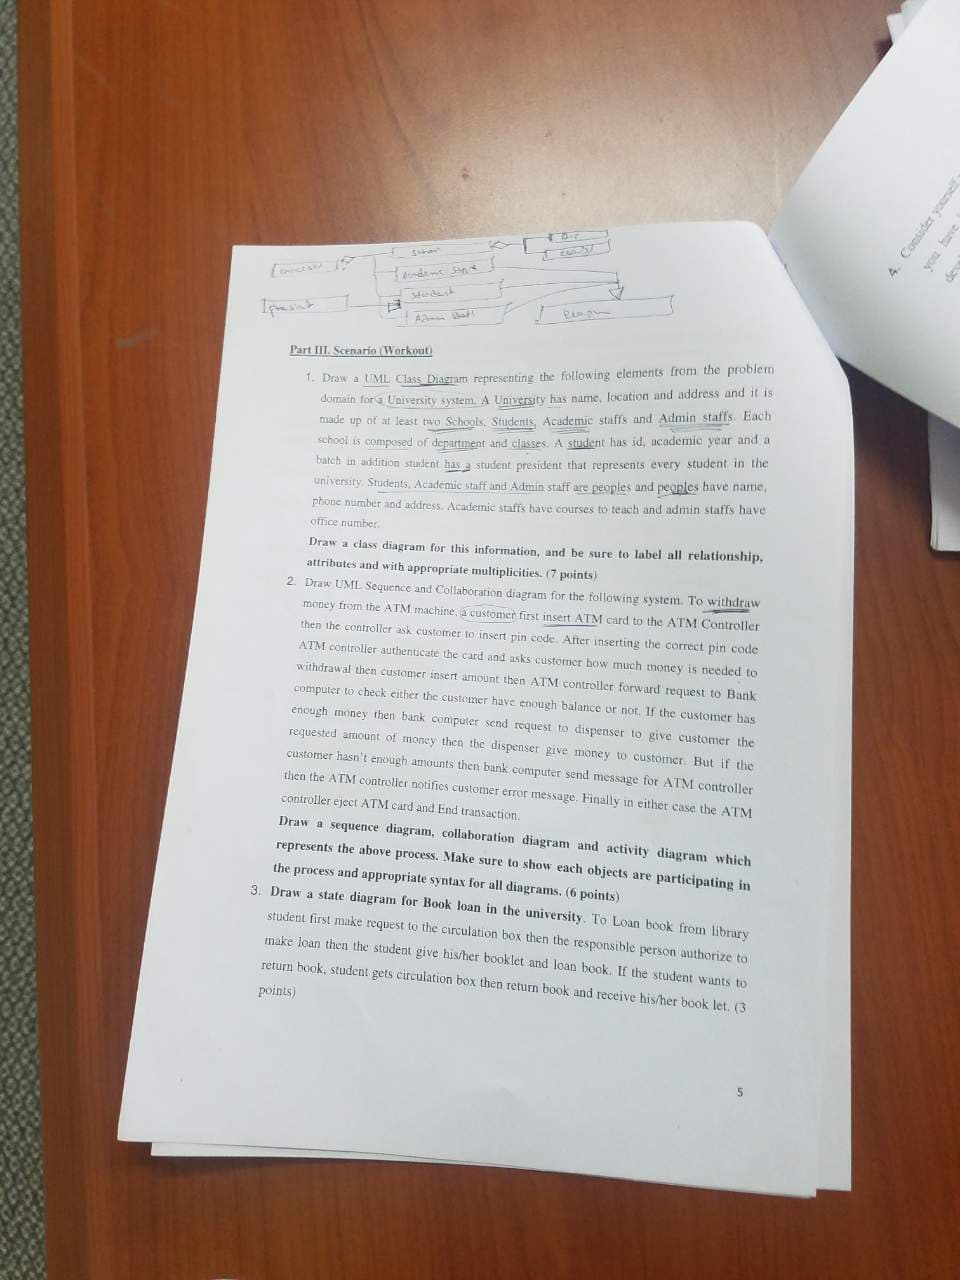 student
Part III. Scenario (Workout)
1. Draw a UML Class Diagram representing the following elements from the problem
domain for a University system. A University has name, location and address and it is
made up of at least two Schools, Students, Academic staffs and Admin staffs. Each
school is composed of department and classes. A student has id, academic year and a
batch in addition student has a student president that represents every student in the
university. Students, Academic staff and Admin staff are peoples and peoples have name,
phone number and address. Academic staffs have courses to teach and admin staffs have
office number.
Draw a class diagram for this information, and be sure to label all relationship,
attributes and with appropriate multiplicities. (7 points)
2. Draw UML Sequence and Collaboration diagram for the following system. To withdraw
money from the ATM machine, a customer first insert ATM card to the ATM Controller
then the controller ask customer to insert pin code. After inserting the correct pin code
ATM controller authenticate the card and asks customer how much money is needed to
withdrawal then customer insert amount then ATM controller forward request to Bank
computer to check either the customer have enough balance or not. If the customer has
enough money then bank computer send request to dispenser to give customer the
requested amount of money then the dispenser give money to customer. But if the
customer hasn't enough amounts then bank computer send message for ATM controller
then the ATM controller notifies customer error message. Finally in either case the ATM
controller eject ATM card and End transaction.
Draw a sequence diagram, collaboration diagram and activity diagram which
represents the above process. Make sure to show each objects are participating in
the process and appropriate syntax for all diagrams. (6 points)
3. Draw a state diagram for Book loan in the university. To Loan book from library
student first make request to the circulation box then the responsible person authorize to
make loan then the student give his/her booklet and loan book. If the student wants to
return book, student gets circulation box then return book and receive his/her book let. (3
points)
5
4. Consider yourself
you have